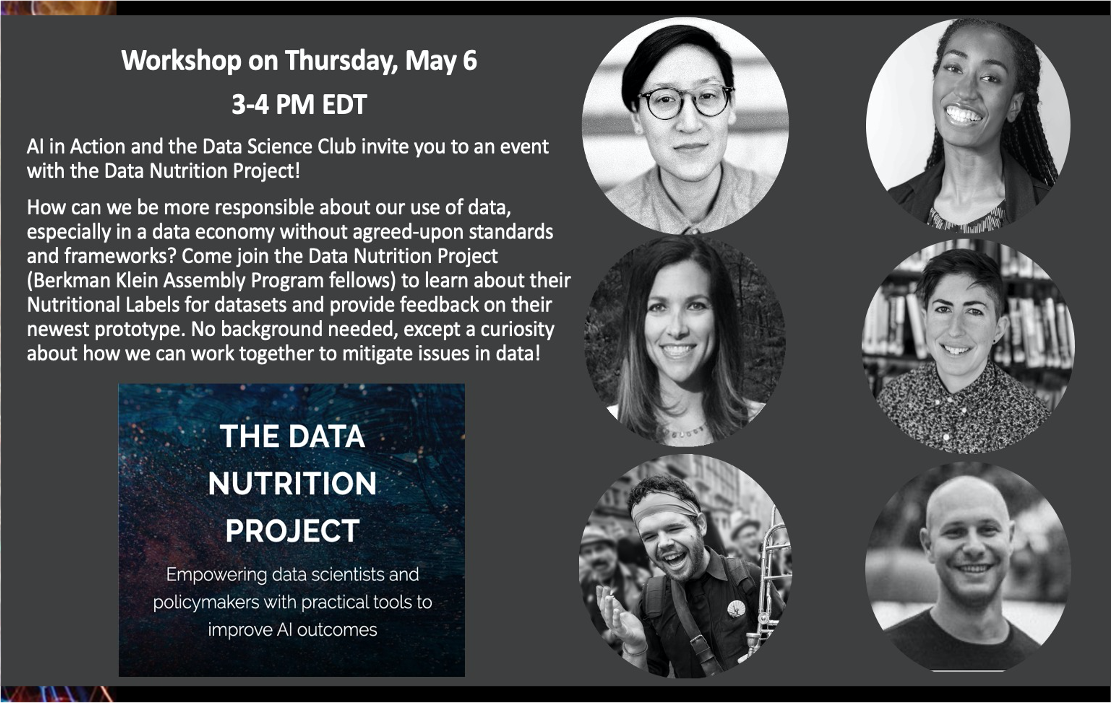 Workshop on Thursday, May 6
3-4 PM EDT
AI in Action and the Data Science Club invite you to an event
with the Data Nutrition Project!
How can we be more responsible about our use of data,
especially in a data economy without agreed-upon standards
and frameworks? Come join the Data Nutrition Project
(Berkman Klein Assembly Program fellows) to learn about their
Nutritional Labels for datasets and provide feedback on their
newest prototype. No background needed, except a curiosity
about how we can work together to mitigate issues in data!
THE DATA
NUTRITION
PROJECT
Empowering data scientists and
policymakers with practical tools to
improve AI outcomes